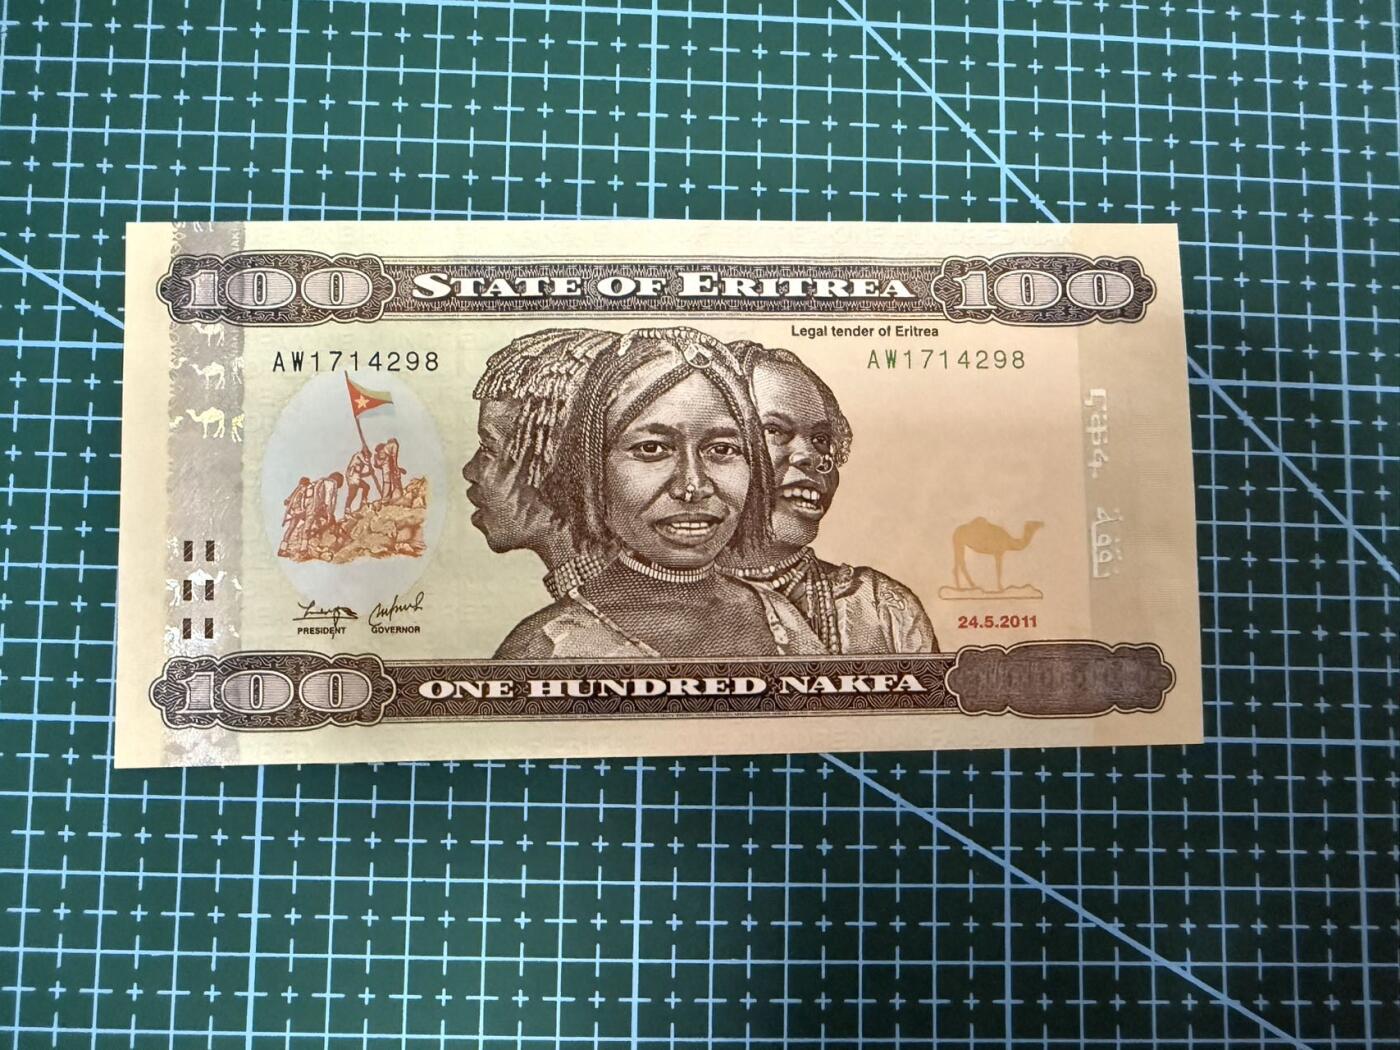 100 STATE OF ERITREA 100
Legal tender of Eritrea
AW1714298 AW1714298
ናቕፋ نقفة
24.5.2011
PRESIDENT GOVERNOR
100 ONE HUNDRED NAKFA